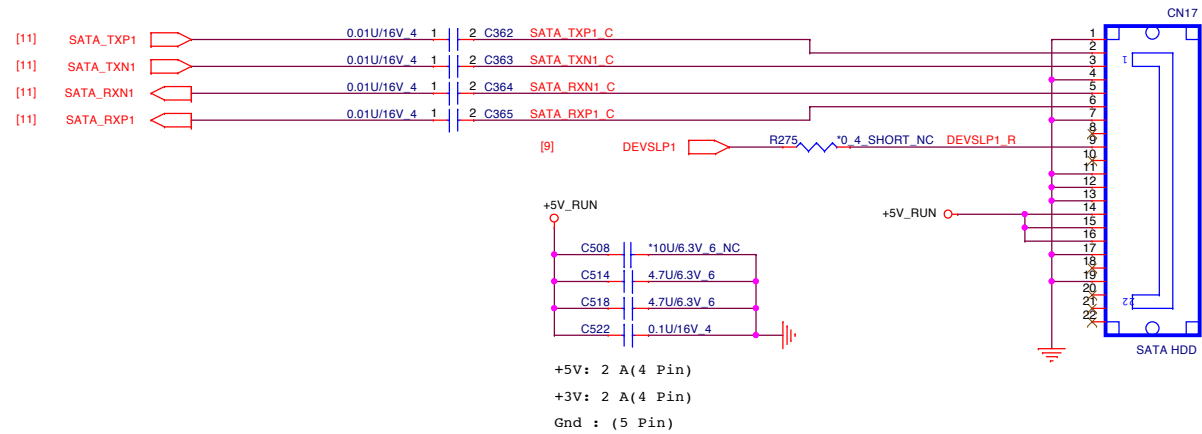 CN17
[11] SATA_TXP1 0.01U/16V_4 1 2 C362 SATA_TXP1_C 1
2
[11] SATA_TXN1 0.01U/16V_4 1 2 C363 SATA_TXN1_C 3 1
4
[11] SATA_RXN1 0.01U/16V_4 1 2 C364 SATA_RXN1_C 5
6
[11] SATA_RXP1 0.01U/16V_4 1 2 C365 SATA_RXP1_C 7
8
[9] DEVSLP1 R275 *0_4_SHORT_NC DEVSLP1_R 9
10
11
12
13
+5V_RUN
+5V_RUN 14
15
16
C508 *10U/6.3V_6_NC 17
18
C514 4.7U/6.3V_6 19
20
C518 4.7U/6.3V_6 21 22
22
C522 0.1U/16V_4
SATA HDD
+5V: 2 A(4 Pin)
+3V: 2 A(4 Pin)
Gnd : (5 Pin)